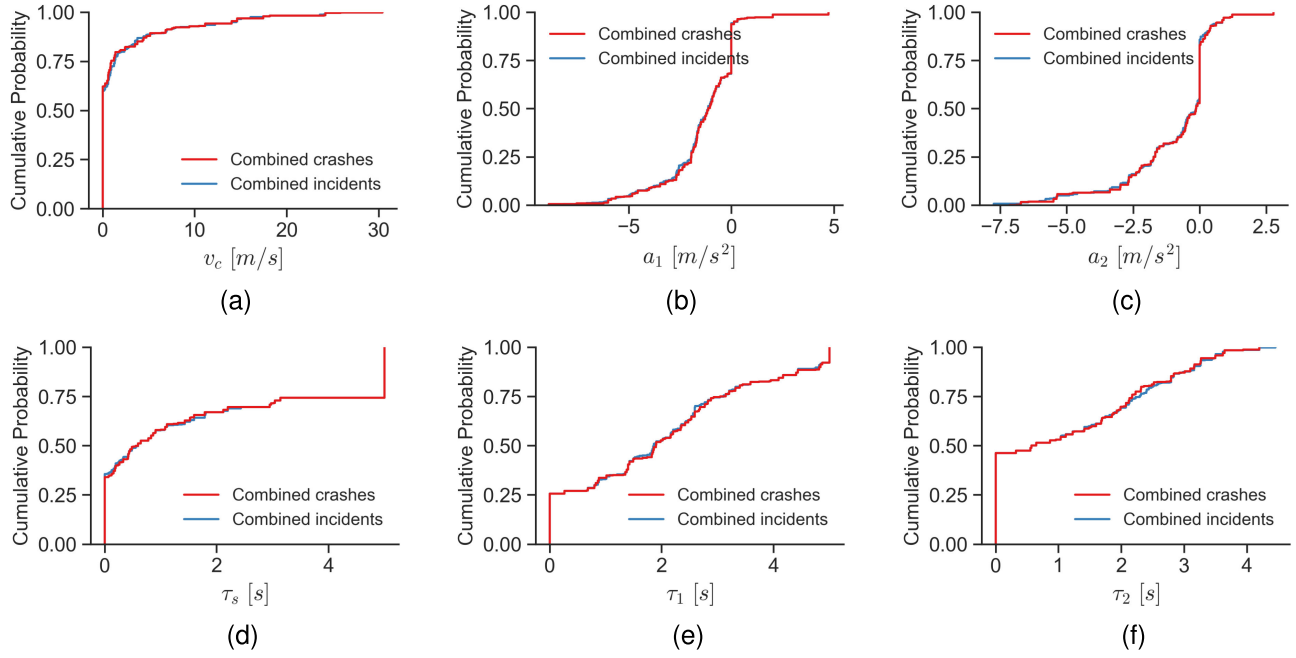 1.00
0.75
0.50
0.25
0.00
Cumulative Probability
Combined crashes
Combined incidents
0 10 20 30
v_c [m/s]
(a)
1.00
0.75
0.50
0.25
0.00
Cumulative Probability
Combined crashes
Combined incidents
−5 0 5
a_1 [m/s^2]
(b)
1.00
0.75
0.50
0.25
0.00
Cumulative Probability
Combined crashes
Combined incidents
−7.5 −5.0 −2.5 0.0 2.5
a_2 [m/s^2]
(c)
1.00
0.75
0.50
0.25
0.00
Cumulative Probability
Combined crashes
Combined incidents
0 2 4
τ_s [s]
(d)
1.00
0.75
0.50
0.25
0.00
Cumulative Probability
Combined crashes
Combined incidents
0 2 4
τ_1 [s]
(e)
1.00
0.75
0.50
0.25
0.00
Cumulative Probability
Combined crashes
Combined incidents
0 1 2 3 4
τ_2 [s]
(f)